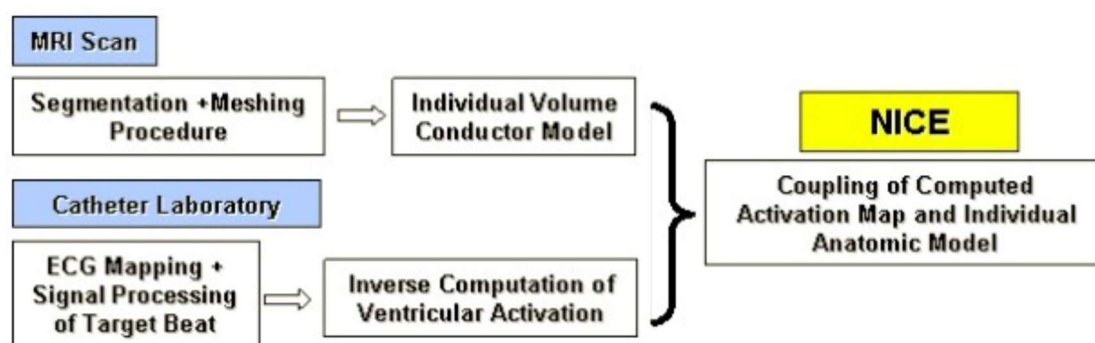 MRI Scan
Segmentation +Meshing
Procedure
Individual Volume
Conductor Model
Catheter Laboratory
ECG Mapping +
Signal Processing
of Target Beat
Inverse Computation of
Ventricular Activation
NICE
Coupling of Computed
Activation Map and Individual
Anatomic Model